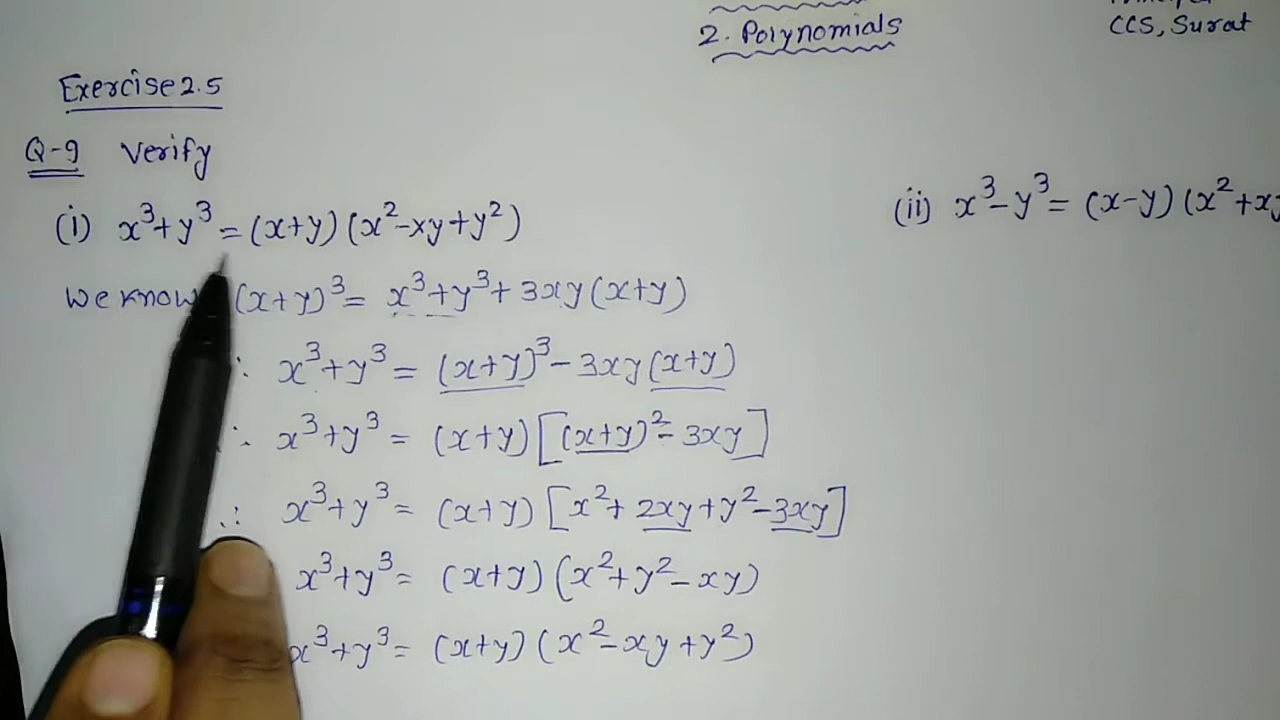 2. Polynomials
CCS, Surat
Exercise 2.5
Q-9 Verify
(i) x³+y³ = (x+y)(x²-xy+y²)
(ii) x³-y³ = (x-y)(x²+xy
We know (x+y)³ = x³+y³+3xy(x+y)
∴ x³+y³ = (x+y)³-3xy(x+y)
∴ x³+y³ = (x+y)[(x+y)²-3xy]
∴ x³+y³ = (x+y)[x²+2xy+y²-3xy]
x³+y³ = (x+y)(x²+y²-xy)
x³+y³ = (x+y)(x²-xy+y²)